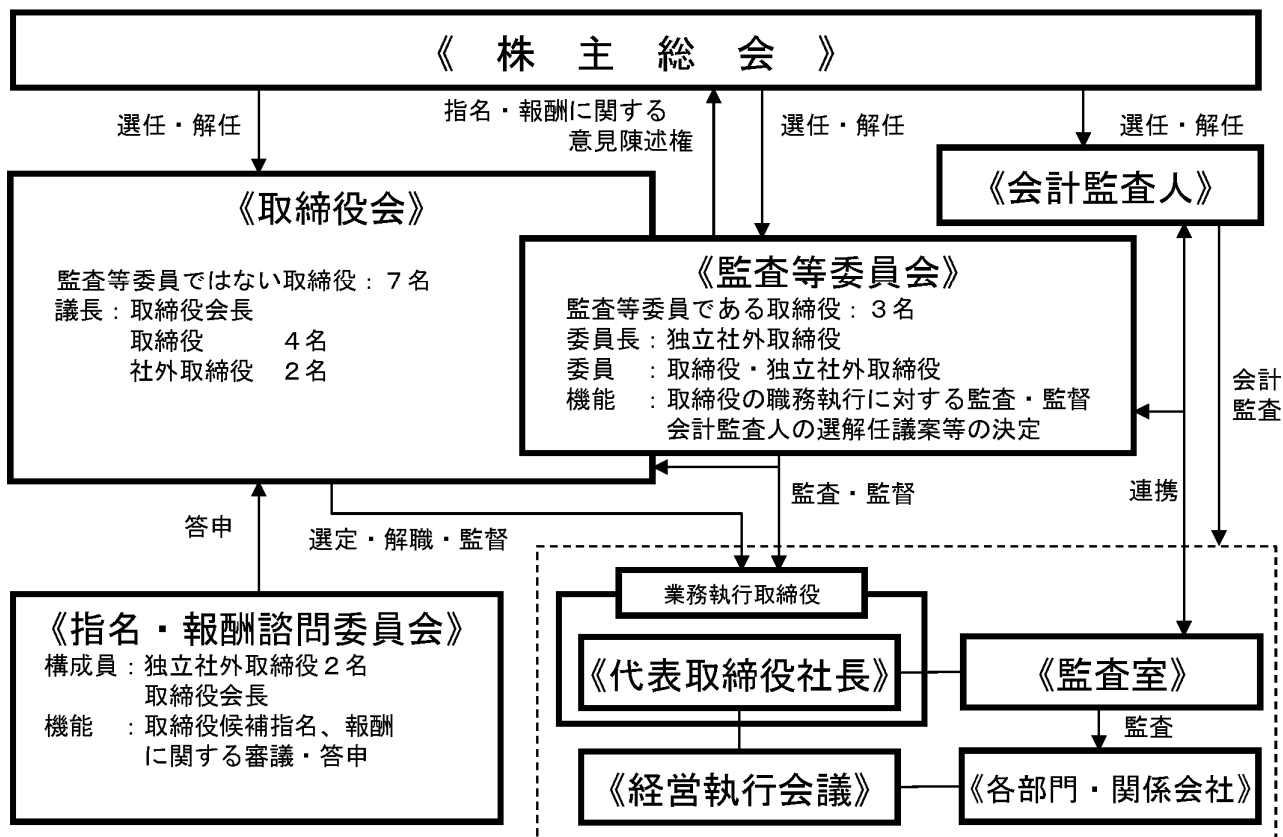 《 株 主 総 会 》
選任・解任
指名・報酬に関する
意見陳述権
選任・解任
選任・解任
《会計監査人》
《取締役会》
監査等委員ではない取締役：７名
議長：取締役会長
取締役　　　４名
社外取締役　２名
《監査等委員会》
監査等委員である取締役：３名
委員長：独立社外取締役
委員　：取締役・独立社外取締役
機能　：取締役の職務執行に対する監査・監督
会計監査人の選解任議案等の決定
会計
監査
答申
選定・解職・監督
監査・監督
連携
《指名・報酬諮問委員会》
構成員：独立社外取締役２名
取締役会長
機能　：取締役候補指名、報酬
に関する審議・答申
業務執行取締役
《代表取締役社長》
《監査室》
監査
《経営執行会議》
《各部門・関係会社》